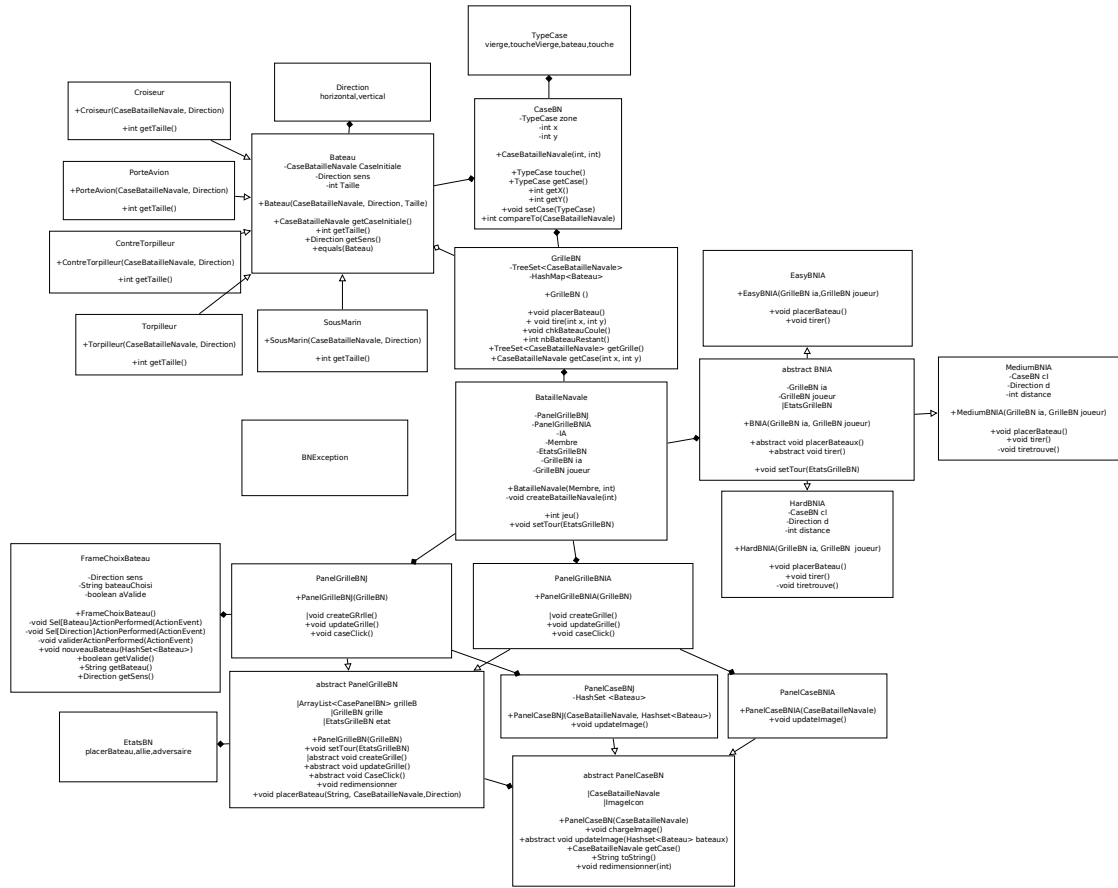 TypeCase
vierge,toucheVierge,bateau,touche
Direction
horizontal,vertical
Croiseur
+Croiseur(CaseBatailleNavale, Direction)
+int getTaille()
CaseBN
-TypeCase zone
-int x
-int y
+CaseBatailleNavale(int, int)
+TypeCase touche()
+TypeCase getCase()
+int getX()
+int getY()
+void setCase(TypeCase)
+int compareTo(CaseBatailleNavale)
Bateau
-CaseBatailleNavale CaseInitiale
-Direction sens
-int Taille
+Bateau(CaseBatailleNavale, Direction, Taille)
+CaseBatailleNavale getCaseInitiale()
+int getTaille()
+Direction getSens()
+equals(Bateau)
PorteAvion
+PorteAvion(CaseBatailleNavale, Direction)
+int getTaille()
ContreTorpilleur
+ContreTorpilleur(CaseBatailleNavale, Direction)
+int getTaille()
Torpilleur
+Torpilleur(CaseBatailleNavale, Direction)
+int getTaille()
SousMarin
+SousMarin(CaseBatailleNavale, Direction)
+int getTaille()
GrilleBN
-TreeSet<CaseBatailleNavale>
-HashMap<Bateau>
+GrilleBN ()
+void placerBateau()
+ void tire(int x, int y)
+void chkBateauCoule()
+int nbBateauRestant()
+TreeSet<CaseBatailleNavale> getGrille()
+CaseBatailleNavale getCase(int x, int y)
EasyBNIA
+EasyBNIA(GrilleBN ia,GrilleBN joueur)
+void placerBateau()
+void tirer()
abstract BNIA
-GrilleBN ia
-GrilleBN joueur
|EtatsGrilleBN
+BNIA(GrilleBN ia, GrilleBN joueur)
+abstract void placerBateaux()
+abstract void tirer()
+void setTour(EtatsGrilleBN)
MediumBNIA
-CaseBN cl
-Direction d
-int distance
+MediumBNIA(GrilleBN ia, GrilleBN joueur)
+void placerBateau()
+void tirer()
-void tiretrouve()
BatailleNavale
-PanelGrilleBNJ
-PanelGrilleBNIA
-IA
-Membre
-EtatsGrilleBN
-GrilleBN ia
-GrilleBN joueur
+BatailleNavale(Membre, int)
-void createBatailleNavale(int)
+int jeu()
+void setTour(EtatsGrilleBN)
BNException
HardBNIA
-CaseBN cl
-Direction d
-int distance
+HardBNIA(GrilleBN ia, GrilleBN  joueur)
+void placerBateau()
+void tirer()
-void tiretrouve()
FrameChoixBateau
-Direction sens
-String bateauChoisi
-boolean aValide
+FrameChoixBateau()
-void Sel[Bateau]ActionPerformed(ActionEvent)
-void Sel[Direction]ActionPerformed(ActionEvent)
-void validerActionPerformed(ActionEvent)
+void nouveauBateau(HashSet<Bateau>)
+boolean getValide()
+String getBateau()
+Direction getSens()
PanelGrilleBNJ
+PanelGrilleBNJ(GrilleBN)
|void createGRrlle()
+void updateGrille()
+void caseClick()
PanelGrilleBNIA
+PanelGrilleBNIA(GrilleBN)
|void createGrille()
+void updateGrille()
+void caseClick()
abstract PanelGrilleBN
|ArrayList<CasePanelBN> grilleB
|GrilleBN grille
|EtatsGrilleBN etat
+PanelGrilleBN(GrilleBN)
+void setTour(EtatsGrilleBN)
|abstract void createGrille()
+abstract void updateGrille()
+abstract void CaseClick()
+void redimensionner
+void placerBateau(String, CaseBatailleNavale,Direction)
PanelCaseBNJ
-HashSet <Bateau>
+PanelCaseBNJ(CaseBatailleNavale, Hashset<Bateau>)
+void updateImage()
PanelCaseBNIA
+PanelCaseBNIA(CaseBatailleNavale)
+void updateImage()
EtatsBN
placerBateau,allie,adversaire
abstract PanelCaseBN
|CaseBatailleNavale
|ImageIcon
+PanelCaseBN(CaseBatailleNavale)
+void chargeImage()
+abstract void updateImage(Hashset<Bateau> bateaux)
+CaseBatailleNavale getCase()
+String toString()
+void redimensionner(int)